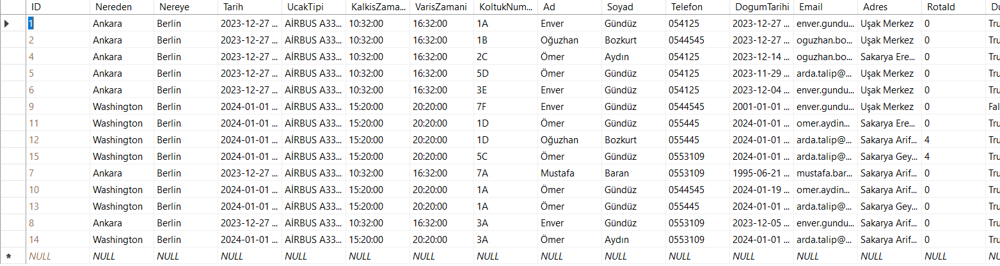 ID Nereden Nereye Tarih UcakTipi KalkisZama... VarisZamani KoltukNum... Ad Soyad Telefon DogumTarihi Email Adres RotaId Du
1 Ankara Berlin 2023-12-27 ... AİRBUS A33... 10:32:00 16:32:00 1A Enver Gündüz 054125 2023-12-27 ... enver.gundu... Uşak Merkez 0 Tru
2 Ankara Berlin 2023-12-27 ... AİRBUS A33... 10:32:00 16:32:00 1B Oğuzhan Bozkurt 0544545 2023-12-27 ... oguzhan.bo... Uşak Merkez 0 Tru
4 Ankara Berlin 2023-12-27 ... AİRBUS A33... 10:32:00 16:32:00 2C Ömer Aydın 054125 2023-12-14 ... oguzhan.bo... Sakarya Ere... 0 Tru
5 Ankara Berlin 2023-12-27 ... AİRBUS A33... 10:32:00 16:32:00 5D Ömer Gündüz 054125 2023-11-29 ... arda.talip@... Uşak Merkez 0 Tru
6 Ankara Berlin 2023-12-27 ... AİRBUS A33... 10:32:00 16:32:00 3E Enver Gündüz 054125 2023-12-04 ... enver.gundu... Uşak Merkez 0 Tru
9 Washington Berlin 2024-01-01 ... AİRBUS A33... 15:20:00 20:20:00 7F Enver Gündüz 0544545 2001-01-01 ... enver.gundu... Uşak Merkez 0 Fal
11 Washington Berlin 2024-01-01 ... AİRBUS A33... 15:20:00 20:20:00 1D Ömer Gündüz 055445 2024-01-01 ... omer.aydin... Sakarya Ere... 0 Tru
12 Washington Berlin 2024-01-01 ... AİRBUS A33... 15:20:00 20:20:00 1D Oğuzhan Bozkurt 055445 2024-01-01 ... arda.talip@... Sakarya Arif... 4 Tru
15 Washington Berlin 2024-01-01 ... AİRBUS A33... 15:20:00 20:20:00 5C Ömer Gündüz 0553109 2024-01-01 ... arda.talip@... Sakarya Gey... 4 Tru
7 Ankara Berlin 2023-12-27 ... AİRBUS A33... 10:32:00 16:32:00 7A Mustafa Baran 0553109 1995-06-21 ... mustafa.bar... Sakarya Arif... 0 Tru
10 Washington Berlin 2024-01-01 ... AİRBUS A33... 15:20:00 20:20:00 1A Ömer Gündüz 0544545 2024-01-19 ... omer.aydin... Sakarya Arif... 0 Tru
13 Washington Berlin 2024-01-01 ... AİRBUS A33... 15:20:00 20:20:00 1A Ömer Gündüz 055445 2024-01-01 ... arda.talip@... Sakarya Gey... 0 Tru
8 Ankara Berlin 2023-12-27 ... AİRBUS A33... 10:32:00 16:32:00 3A Enver Gündüz 0553109 2023-12-05 ... enver.gundu... Sakarya Arif... 0 Tru
14 Washington Berlin 2024-01-01 ... AİRBUS A33... 15:20:00 20:20:00 3A Ömer Aydın 0553109 2024-01-01 ... arda.talip@... Sakarya Arif... 0 Tru
* NULL NULL NULL NULL NULL NULL NULL NULL NULL NULL NULL NULL NULL NULL NULL NU